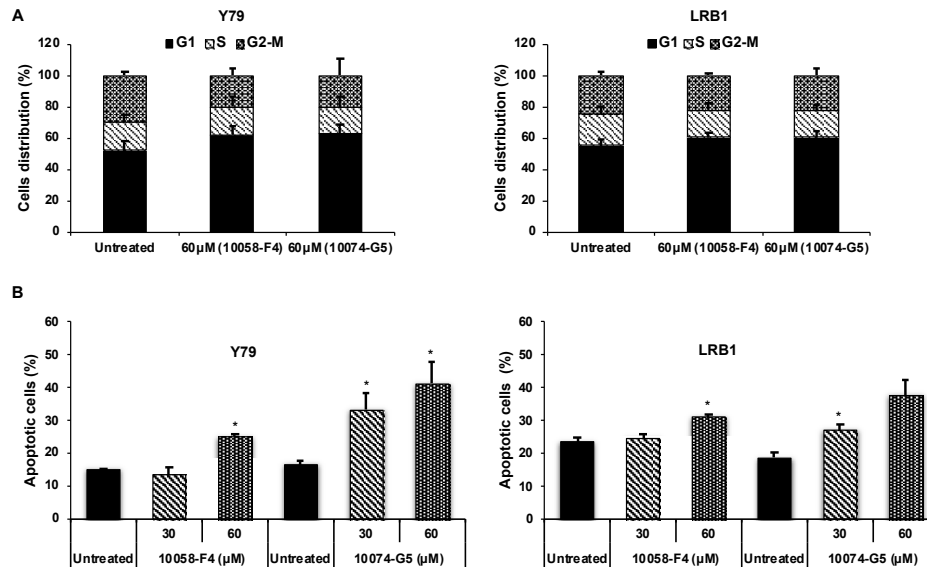 A
Y79
LRB1
G1 S G2-M
G1 S G2-M
Cells distribution (%)
120
100
80
60
40
20
0
Untreated 60µM (10058-F4) 60µM (10074-G5)
Cells distribution (%)
120
100
80
60
40
20
0
Untreated 60µM (10058-F4) 60µM (10074-G5)
B
Y79
Apoptotic cells (%)
60
50
40
30
20
10
0
* * *
30 60 30 60
Untreated 10058-F4 (µM) Untreated 10074-G5 (µM)
LRB1
Apoptotic cells (%)
60
50
40
30
20
10
0
* *
30 60 30 60
Untreated 10058-F4 (µM) Untreated 10074-G5 (µM)